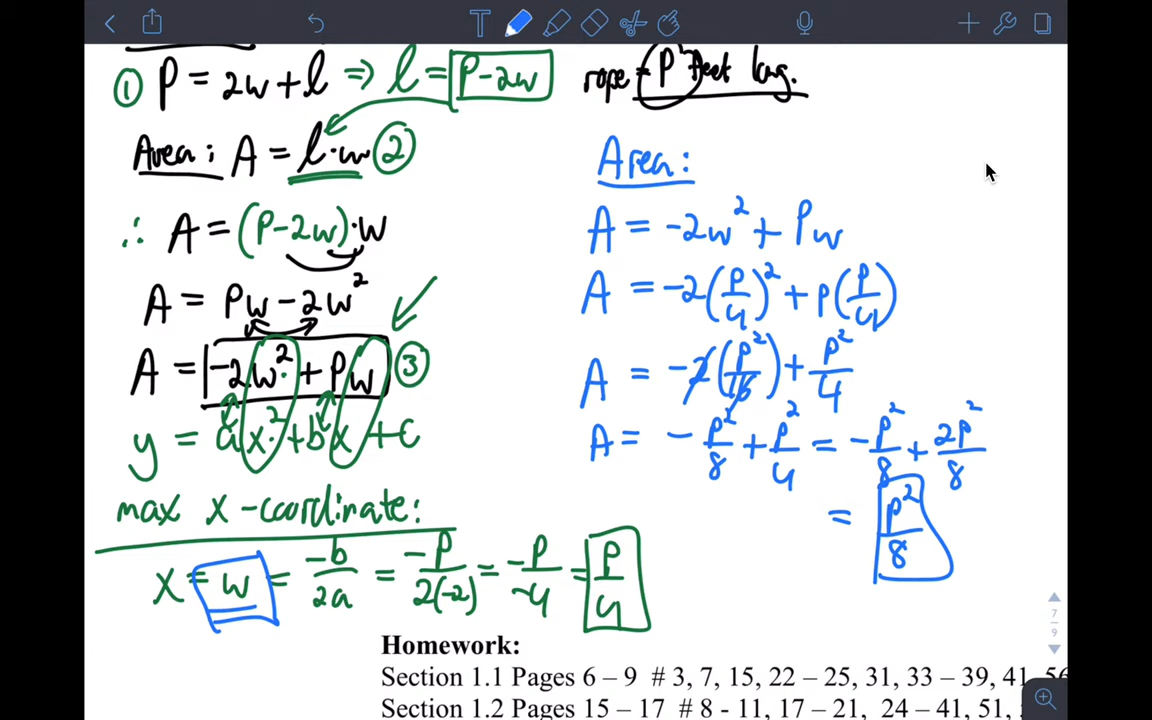 ① P = 2w + l ⇒ l = P-2w
Area: A = l·w ②
∴ A = (P-2w)·w
A = Pw - 2w²
A = -2w² + Pw ③
y = ax² + bx + c
max x-coordinate:
x = w = -b/2a = -P/2(-2) = -P/-4 = P/4
rope = P feet long.
Area:
A = -2w² + Pw
A = -2(P/4)² + P(P/4)
A = -2(P²/16) + P²/4
A = -P²/8 + P²/4 = -P²/8 + 2P²/8
= P²/8
Homework:
Section 1.1 Pages 6 – 9 # 3, 7, 15, 22 – 25, 31, 33 – 39, 41, 56
Section 1.2 Pages 15 – 17 # 8 - 11, 17 – 21, 24 – 41, 51,
7
9